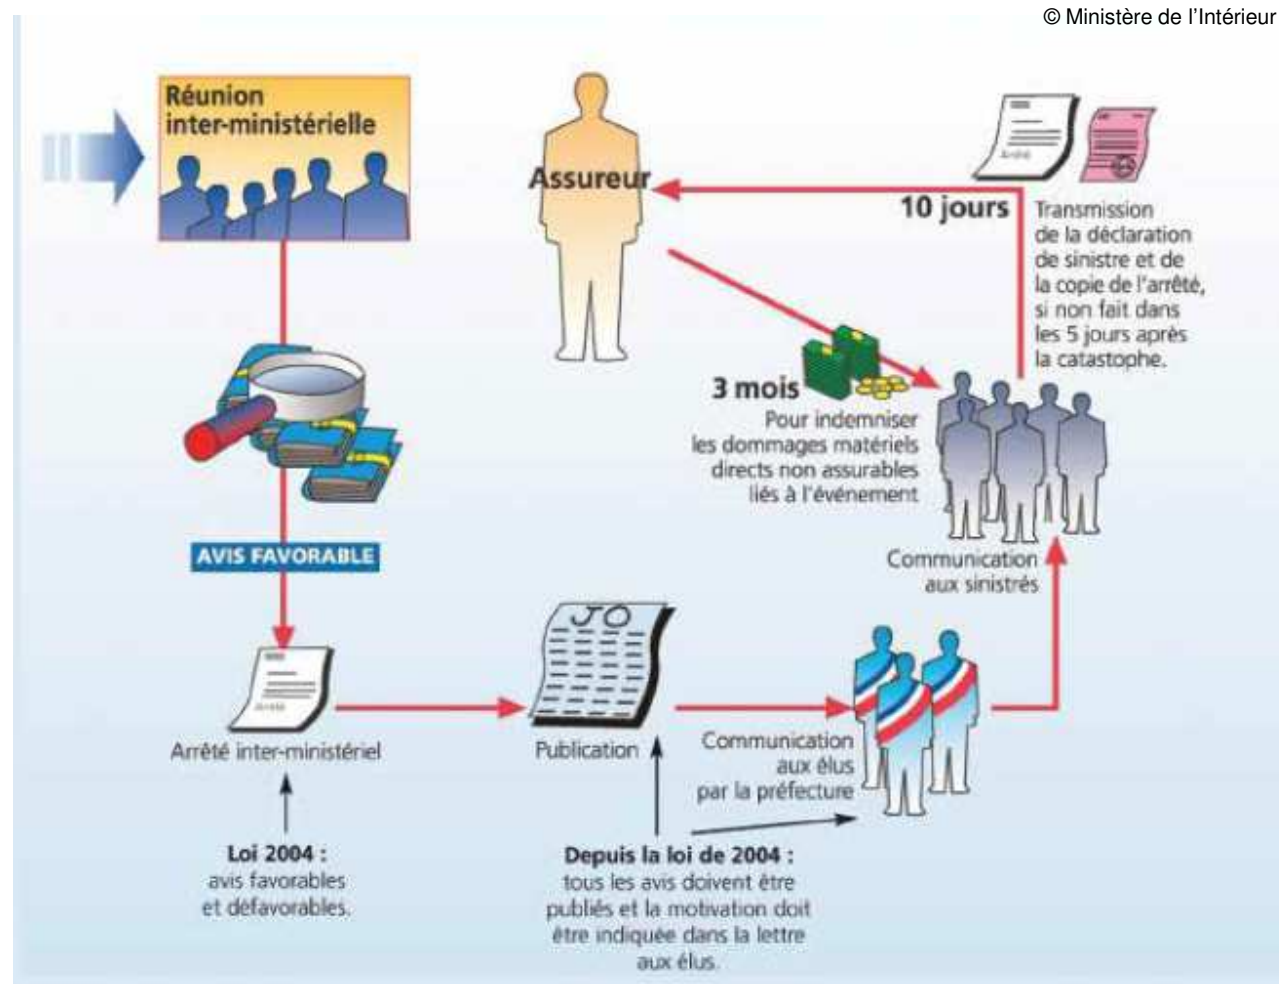 © Ministère de l'Intérieur
Réunion
inter-ministérielle
Assureur
10 jours
Transmission
de la déclaration
de sinistre et de
la copie de l'arrêté,
si non fait dans
les 5 jours après
la catastrophe.
3 mois
Pour indemniser
les dommages matériels
directs non assurables
liés à l'événement
AVIS FAVORABLE
Communication
aux sinistrés
JO
Arrêté inter-ministériel
Publication
Communication
aux élus
par la préfecture
Loi 2004 :
avis favorables
et défavorables.
Depuis la loi de 2004 :
tous les avis doivent être
publiés et la motivation doit
être indiquée dans la lettre
aux élus.